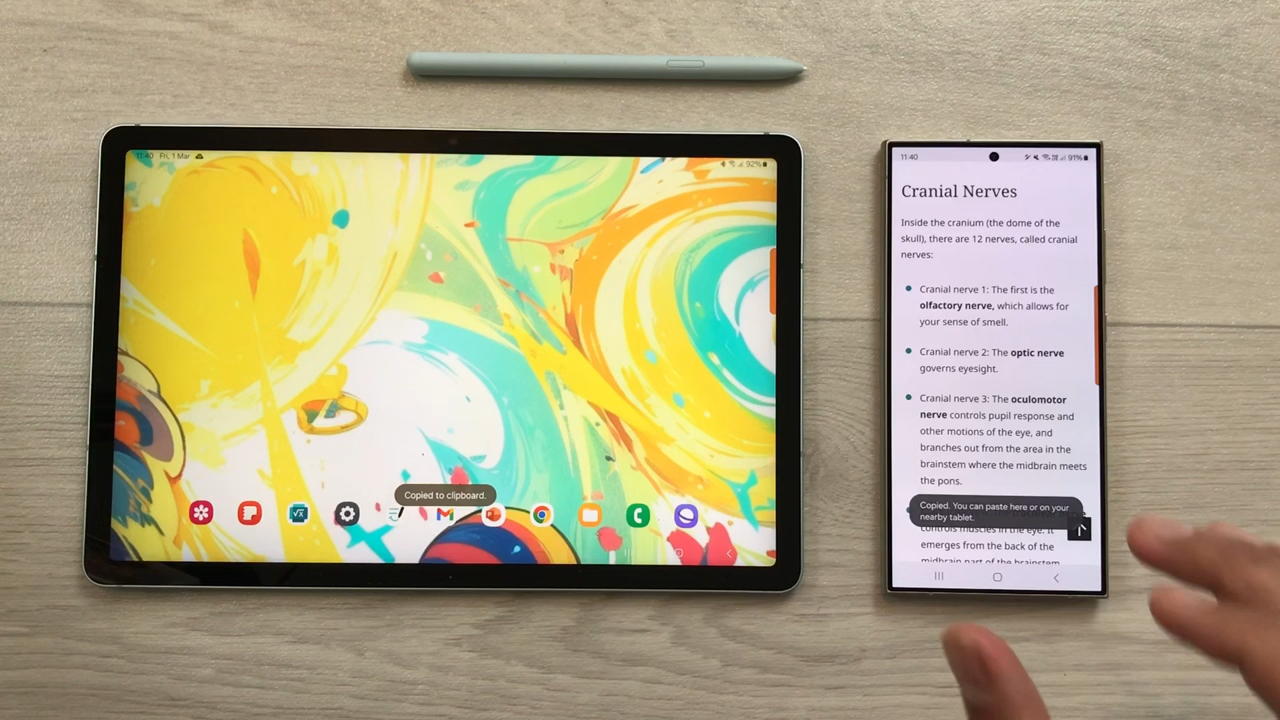 11:40 Fri, 1 Mar
92%
Copied to clipboard.
11:40
91%
Cranial Nerves
Inside the cranium (the dome of the
skull), there are 12 nerves, called cranial
nerves:
Cranial nerve 1: The first is the
olfactory nerve, which allows for
your sense of smell.
Cranial nerve 2: The optic nerve
governs eyesight.
Cranial nerve 3: The oculomotor
nerve controls pupil response and
other motions of the eye, and
branches out from the area in the
brainstem where the midbrain meets
the pons.
Copied. You can paste here or on your
nearby tablet.
controls muscles in the eye. It
emerges from the back of the
midbrain part of the brainstem